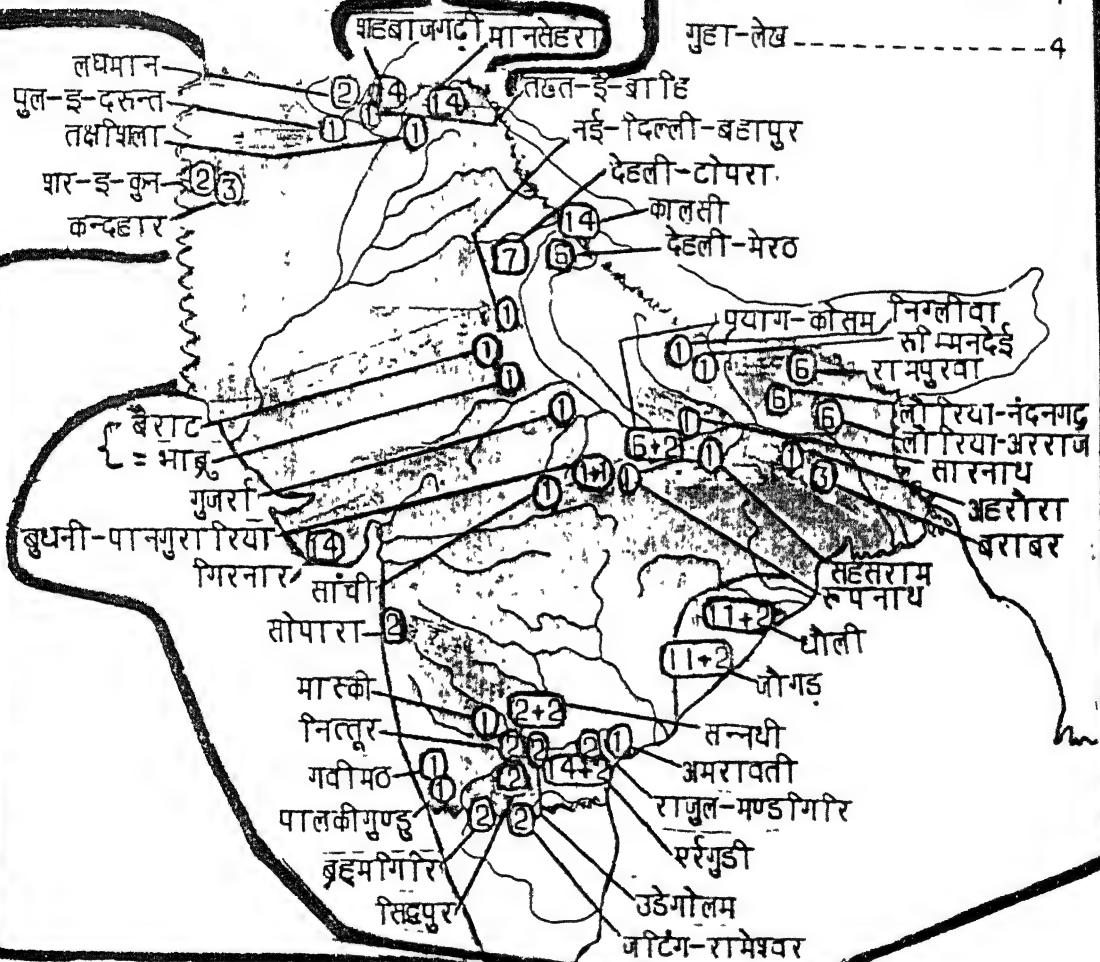 शहबाजगढ़ी
मानसेहरा
गुहा-लेख 4
लघमान
पुल-इ-दरुन्त
तक्षशिला
शर-इ-कुन
कन्दहार
2
14
14
1
1
1
2
3
तख्त-इ-बाहि
नई-दिल्ली-बहापुर
देहली-टोपरा
कालसी
देहली-मेरठ
14
7
6
1
1
1
प्रयाग-कोसम
निग्लीवा
रुम्मिनदेई
रामपुरवा
लौरिया-नंदनगढ़
लौरिया-अरराज
सारनाथ
अहरोरा
बराबर
सहसराम
रूपनाथ
1
1
6
6
6
1
6+2
1
1
3
1
1+1
1
1
{ बैराट
= भाब्रु
गुजर्रा
बुधनी-पानगुरारिया
गिरनार
14
सांची
सोपारा
2
11+2
धौली
11+2
जोगड़
मास्की
नित्तूर
गवीमठ
पालकीगुण्डु
ब्रह्मगिरि
सिद्धपुर
2+2
1
2
2
2
1
1
1
2
14+2
2
2
सन्नथी
अमरावती
राजुल-मण्डगिरि
एर्रगुडी
उडेगोलम
जटिंग-रामेश्वर